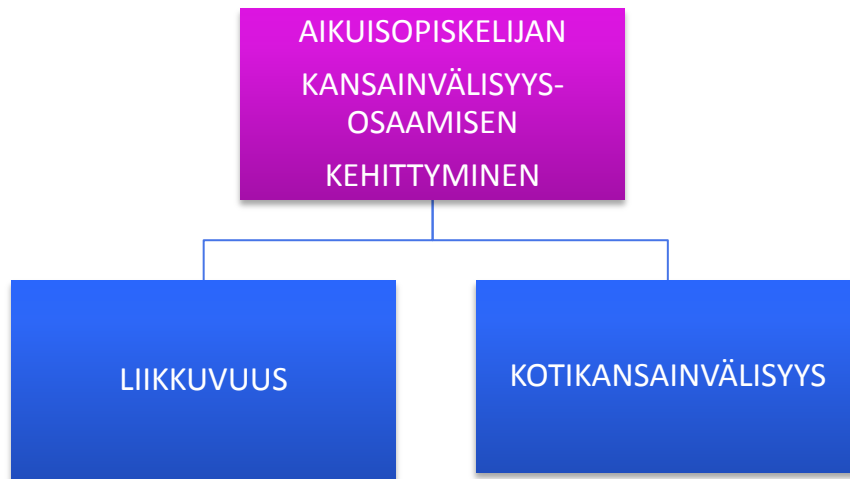 AIKUISOPISKELIJAN
KANSAINVÄLISYYS-
OSAAMISEN
KEHITTYMINEN
LIIKKUVUUS
KOTIKANSAINVÄLISYYS